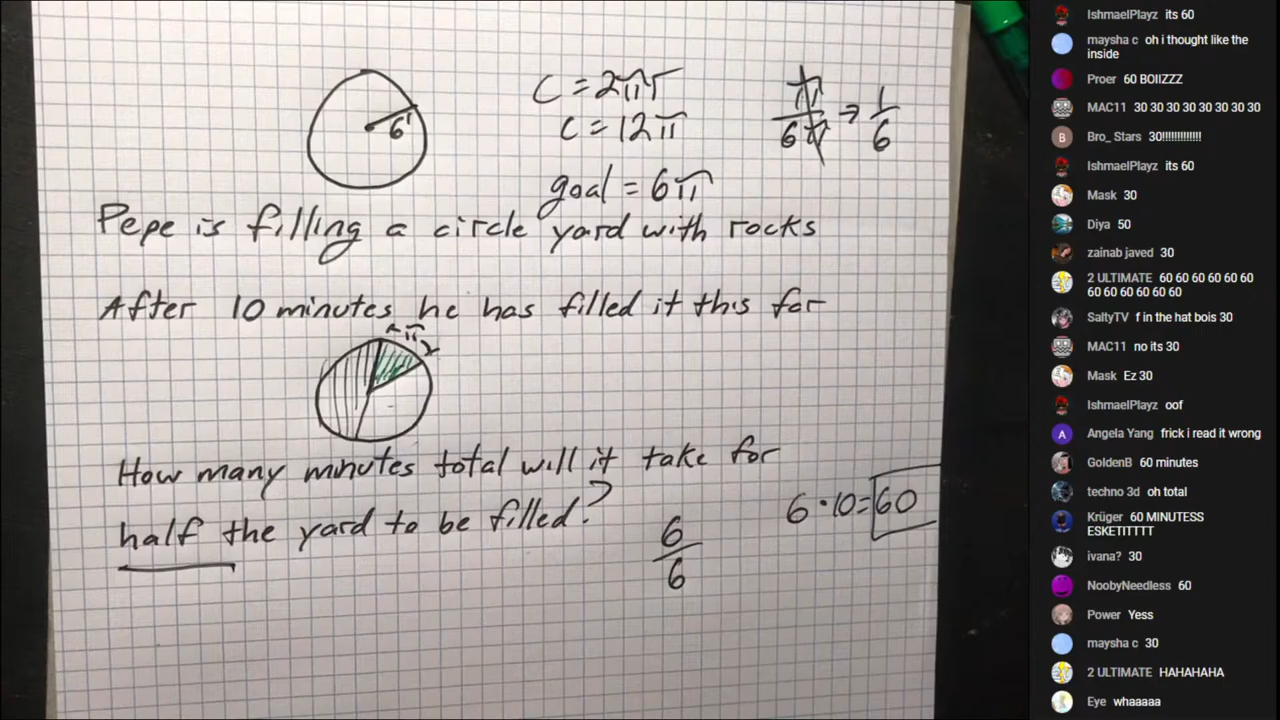 6'
C = 2πr
C = 12π
goal = 6π
π/6π → 1/6
Pepe is filling a circle yard with rocks
After 10 minutes he has filled it this far
π
How many minutes total will it take for
half the yard to be filled?
6/6
6·10=60
IshmaelPlayz its 60
maysha c oh i thought like the
inside
Proer 60 BOIIZZZ
MAC11 30 30 30 30 30 30 30 30
Bro_ Stars 30!!!!!!!!!!!!!
IshmaelPlayz its 60
Mask 30
Diya 50
zainab javed 30
2 ULTIMATE 60 60 60 60 60 60
60 60 60 60 60 60
SaltyTV f in the hat bois 30
MAC11 no its 30
Mask Ez 30
IshmaelPlayz oof
A Angela Yang frick i read it wrong
GoldenB 60 minutes
techno 3d oh total
Krüger 60 MINUTESS
ESKETITTTT
ivana? 30
NoobyNeedless 60
Power Yess
maysha c 30
2 ULTIMATE HAHAHAHA
Eye whaaaaa